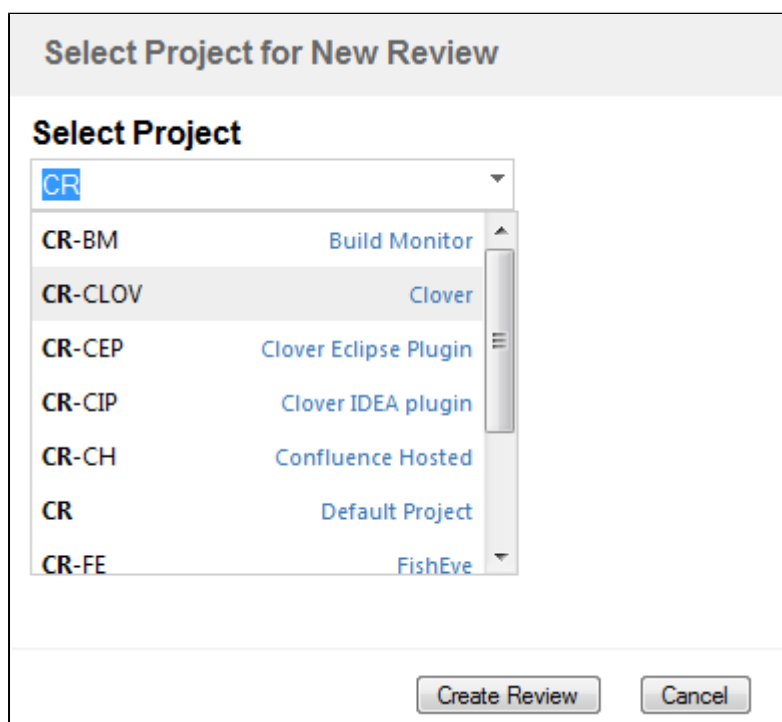 Select Project for New Review
Select Project
CR
CR-BM Build Monitor
CR-CLOV Clover
CR-CEP Clover Eclipse Plugin
CR-CIP Clover IDEA plugin
CR-CH Confluence Hosted
CR Default Project
CR-FE FishEye
Create Review Cancel